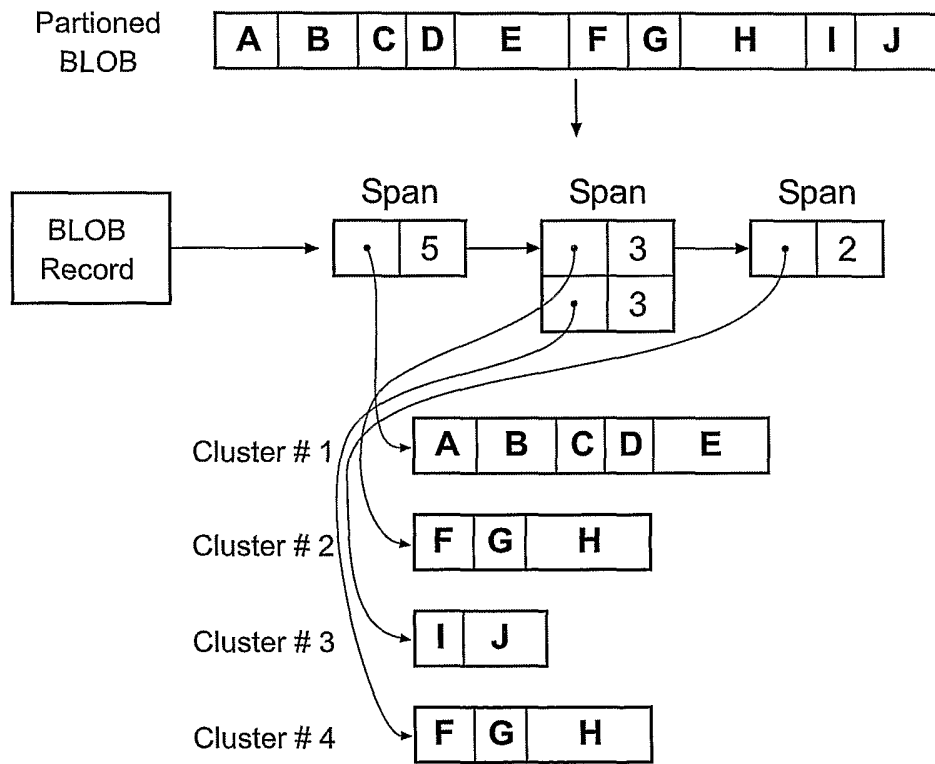 Partioned
BLOB
A B C D E F G H I J
Span Span Span
BLOB
Record
5 3 2
3
Cluster # 1 A B C D E
Cluster # 2 F G H
Cluster # 3 I J
Cluster # 4 F G H